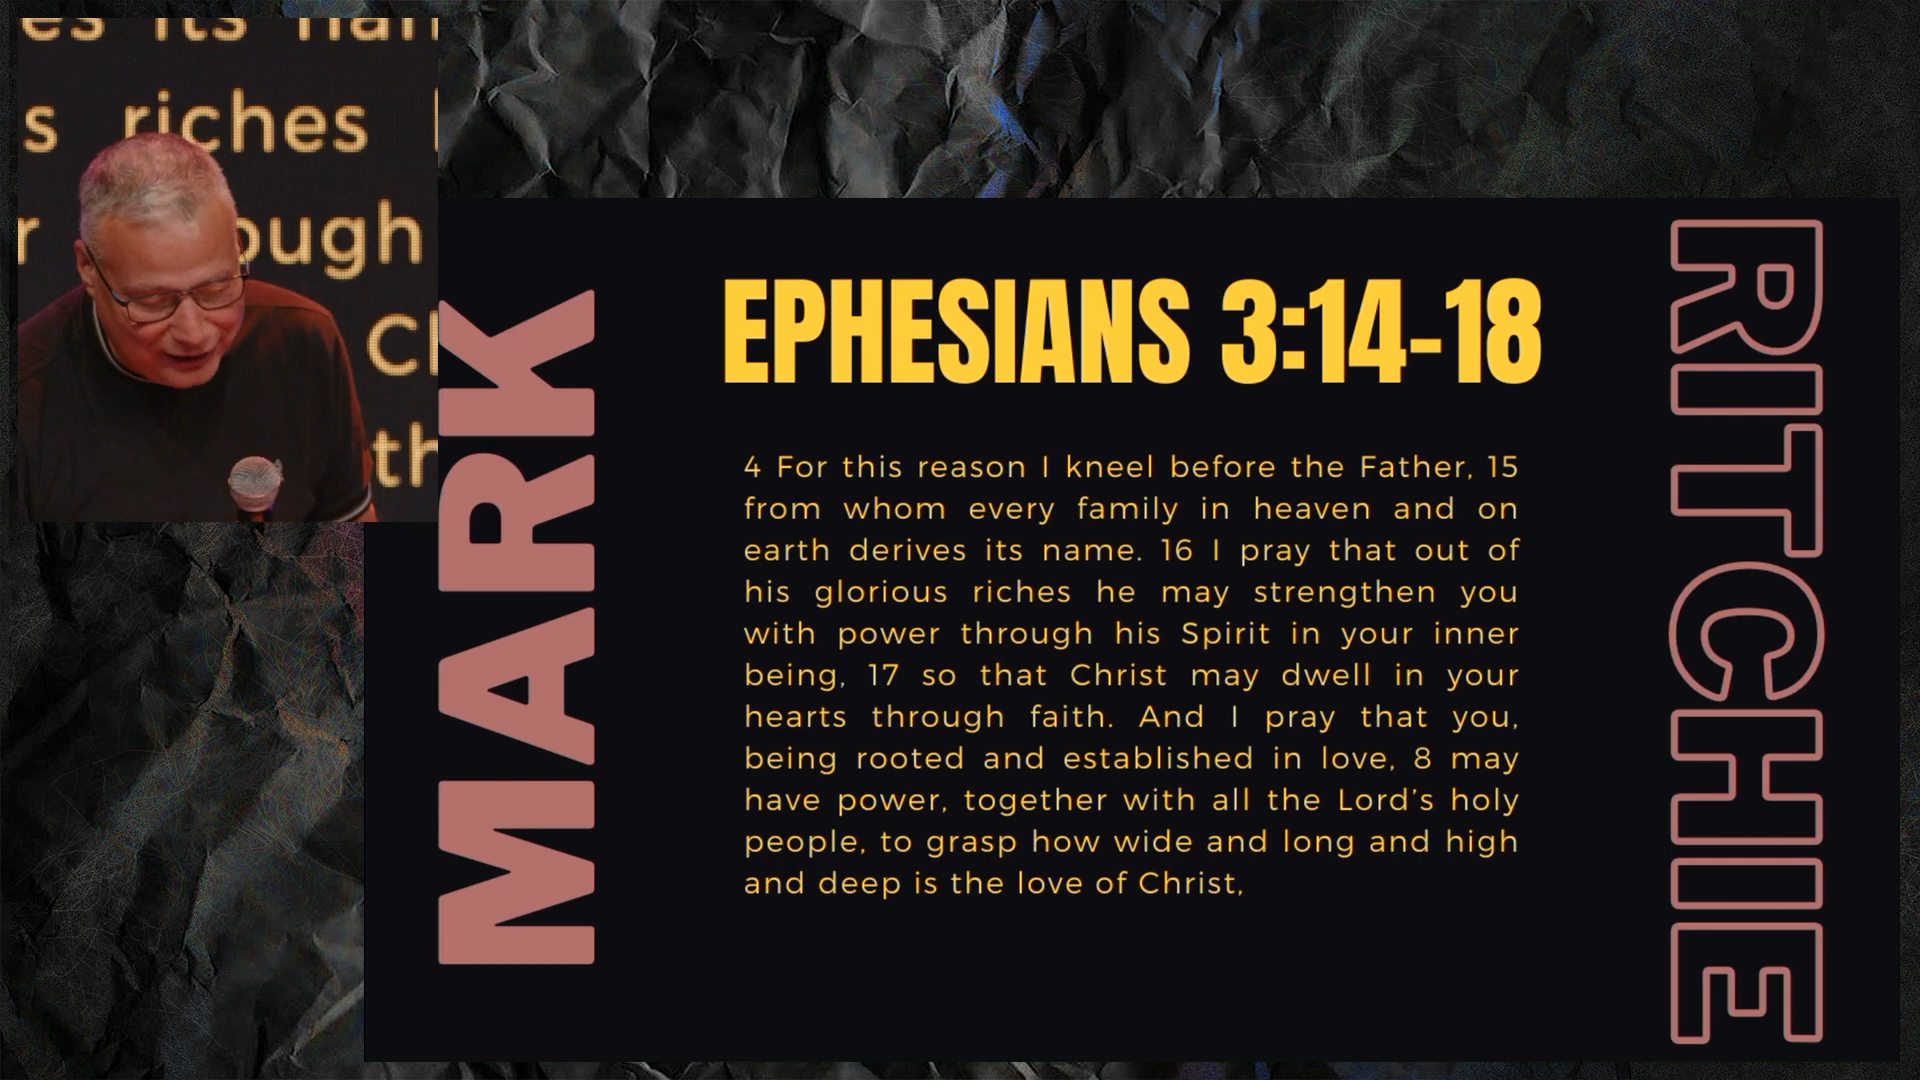 es its nam
s riches h
r ough
Ch
th
MARK
EPHESIANS 3:14-18
4 For this reason I kneel before the Father, 15
from whom every family in heaven and on
earth derives its name. 16 I pray that out of
his glorious riches he may strengthen you
with power through his Spirit in your inner
being, 17 so that Christ may dwell in your
hearts through faith. And I pray that you,
being rooted and established in love, 8 may
have power, together with all the Lord’s holy
people, to grasp how wide and long and high
and deep is the love of Christ,
RITCHIE